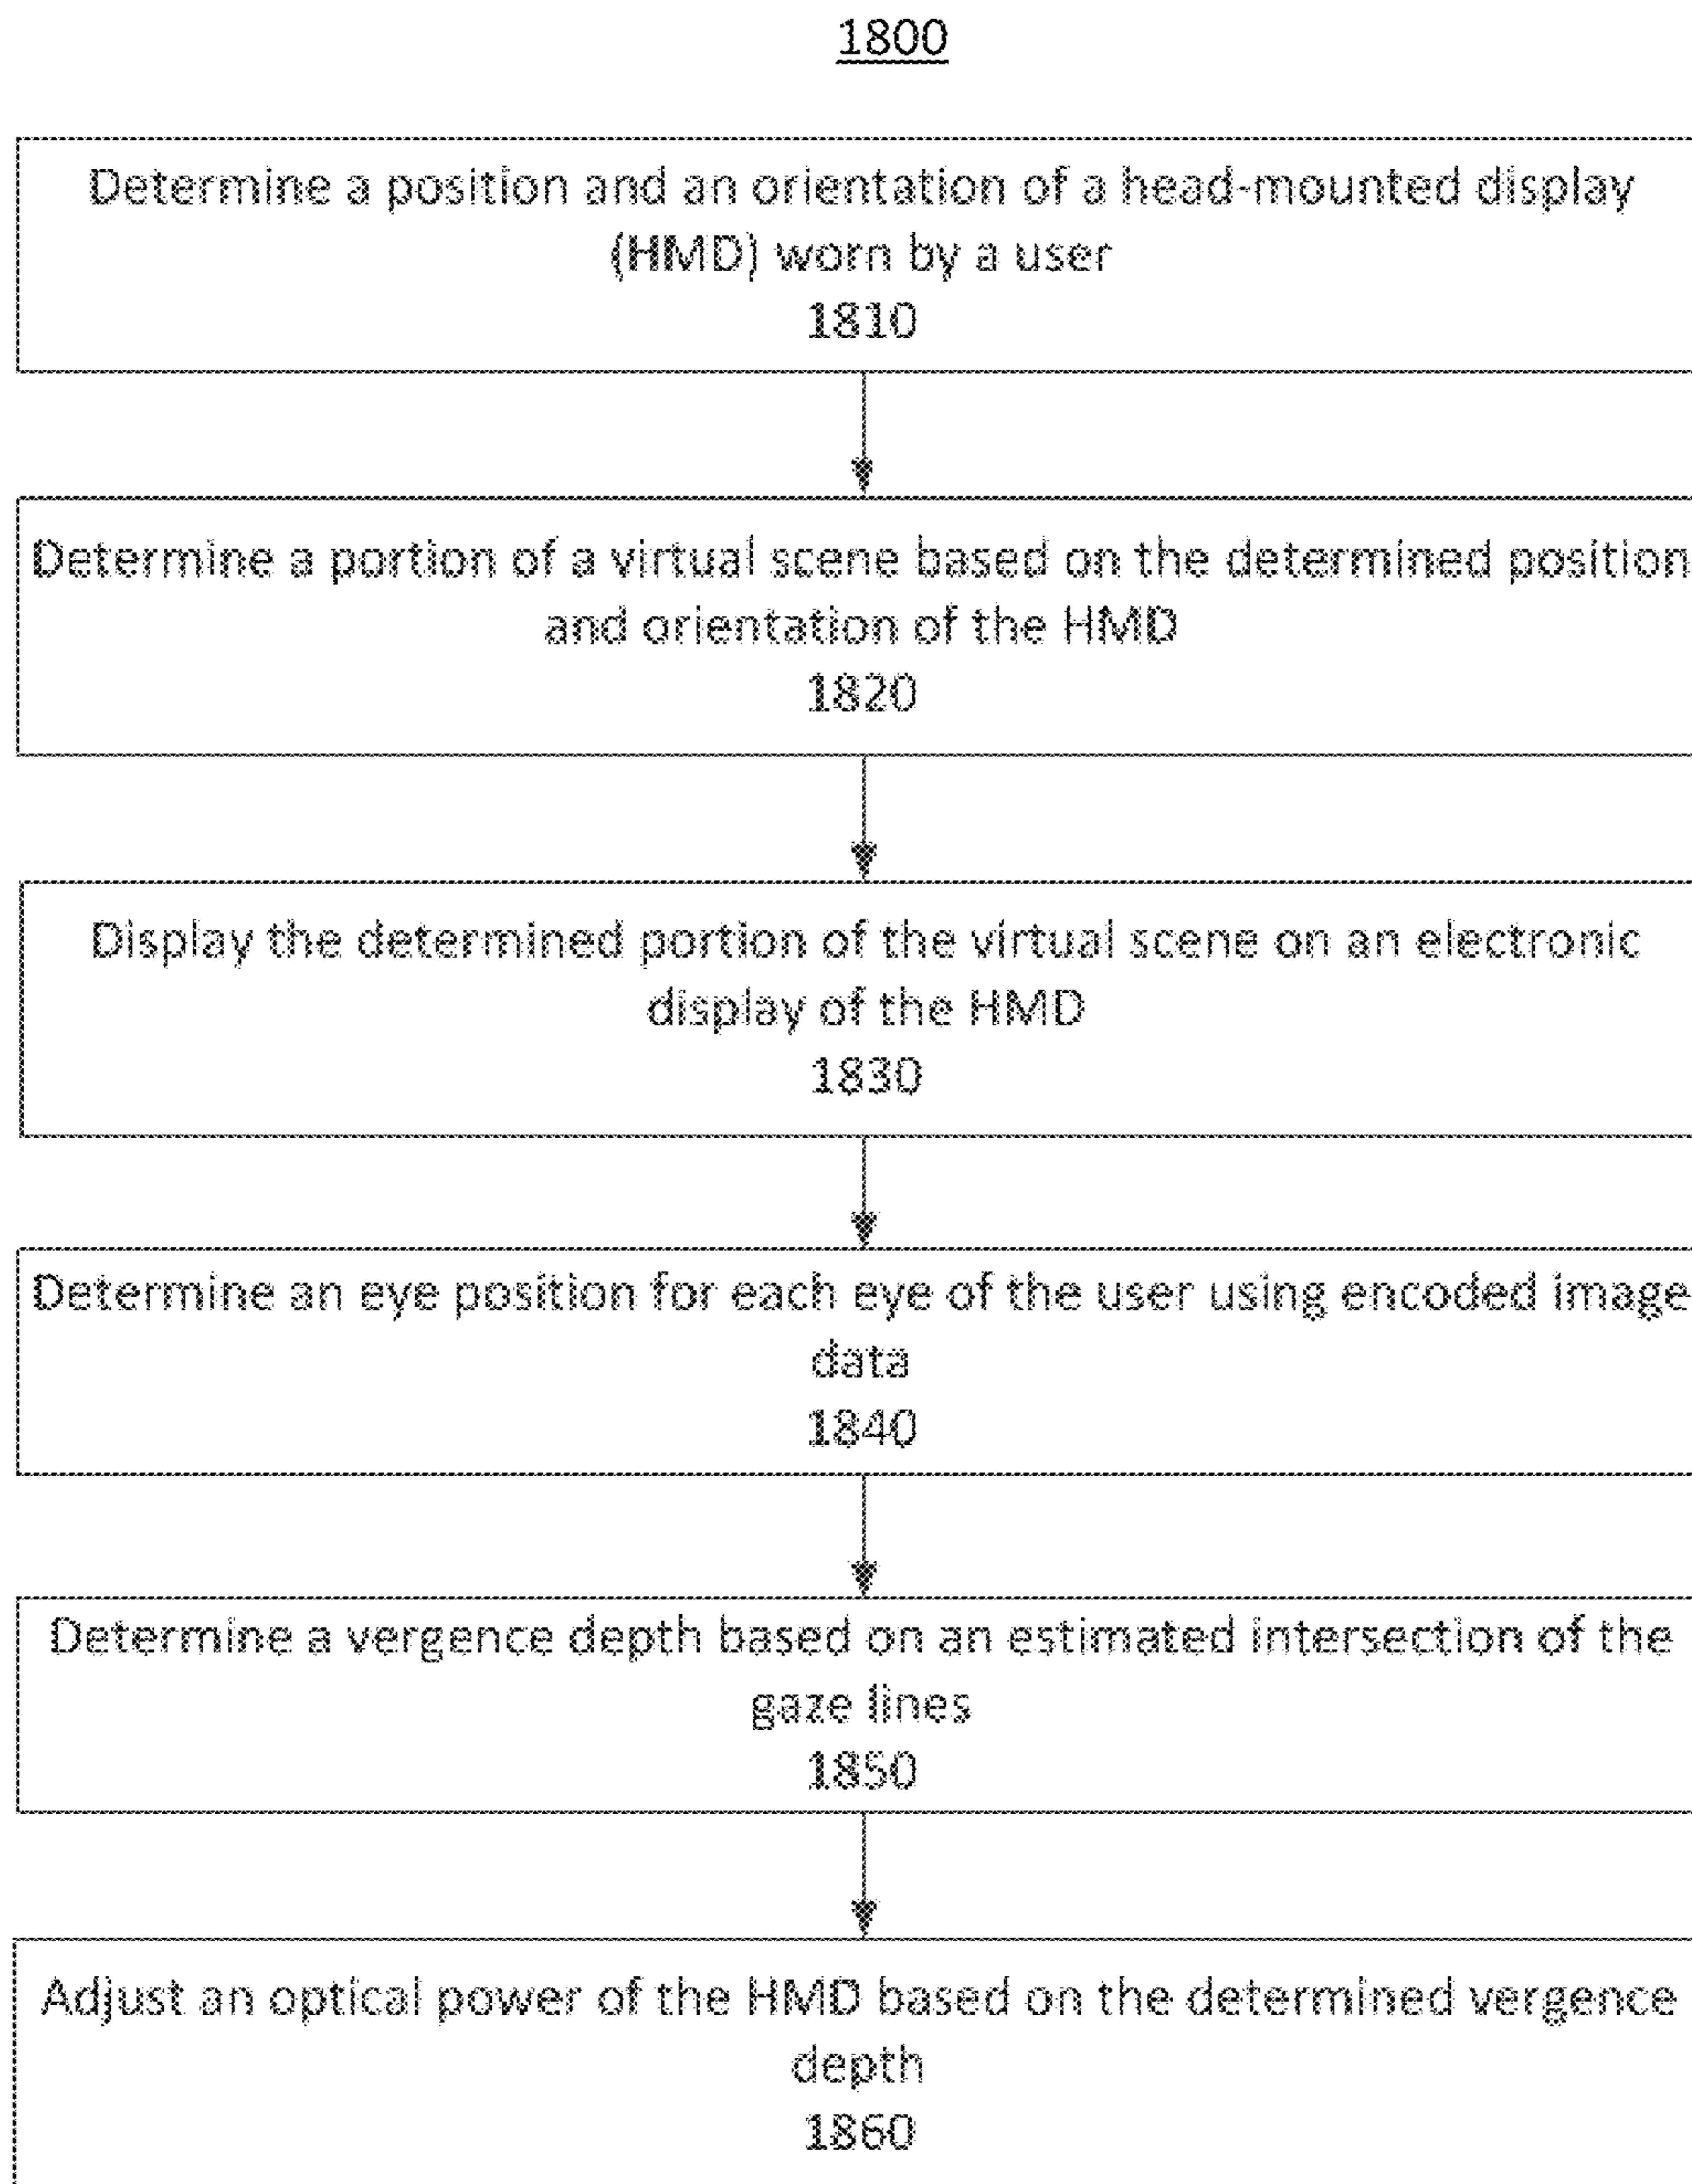 1800
Determine a position and an orientation of a head-mounted display
(HMD) worn by a user
1810
Determine a portion of a virtual scene based on the determined position
and orientation of the HMD
1820
Display the determined portion of the virtual scene on an electronic
display of the HMD
1830
Determine an eye position for each eye of the user using encoded image
data
1840
Determine a vergence depth based on an estimated intersection of the
gaze lines
1850
Adjust an optical power of the HMD based on the determined vergence
depth
1860